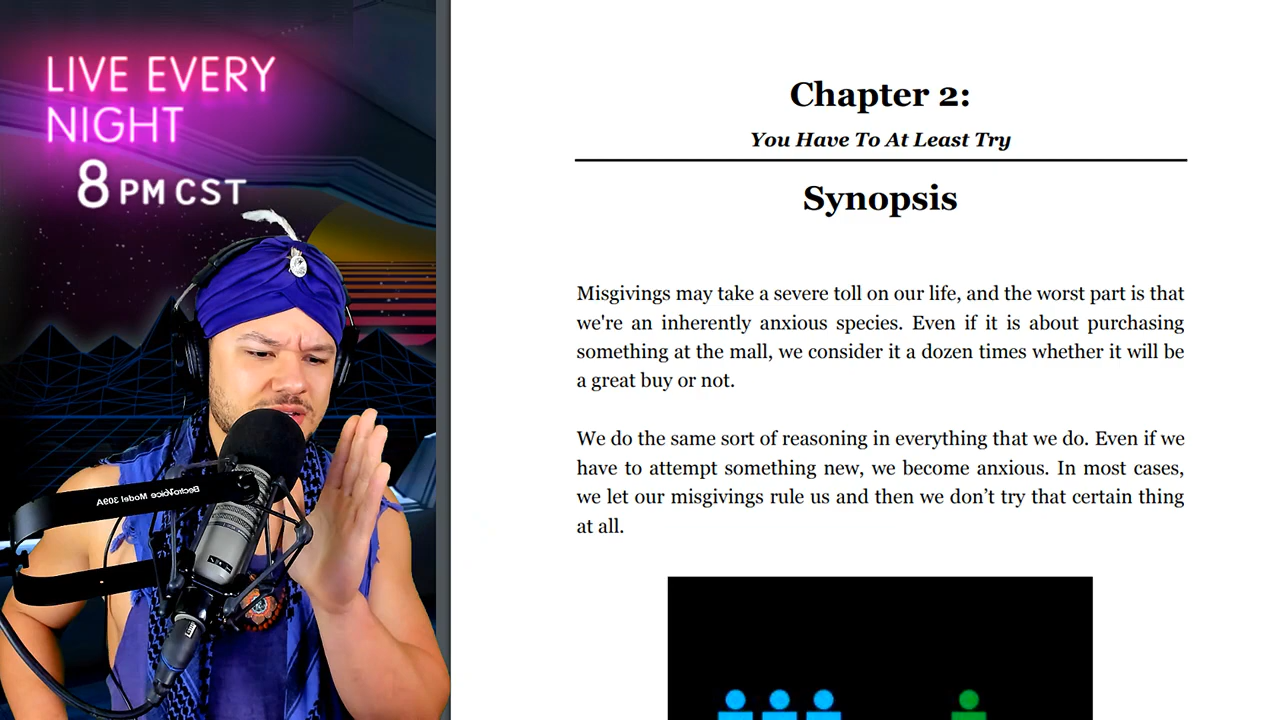 LIVE EVERY
NIGHT
8 PM CST
ElectroVoice Model 309A
Chapter 2:
You Have To At Least Try
Synopsis
Misgivings may take a severe toll on our life, and the worst part is that
we're an inherently anxious species. Even if it is about purchasing
something at the mall, we consider it a dozen times whether it will be
a great buy or not.
We do the same sort of reasoning in everything that we do. Even if we
have to attempt something new, we become anxious. In most cases,
we let our misgivings rule us and then we don’t try that certain thing
at all.